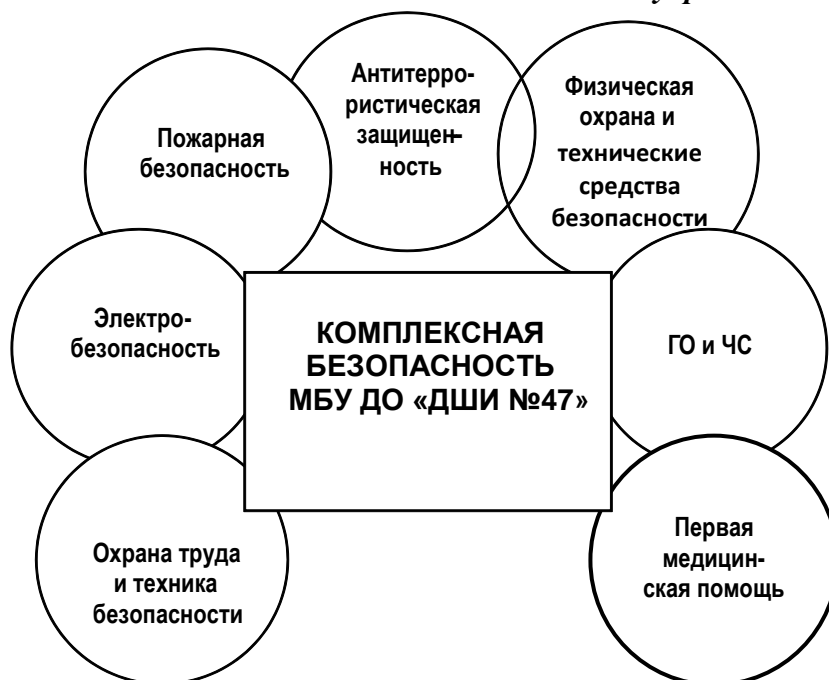 Антитерро-
ристическая
защищен-
ность
Физическая
охрана и
технические
средства
безопасности
Пожарная
безопасность
Электро-
безопасность
КОМПЛЕКСНАЯ
БЕЗОПАСНОСТЬ
МБУ ДО «ДШИ №47»
ГО и ЧС
Охрана труда
и техника
безопасности
Первая
медицин-
ская помощь